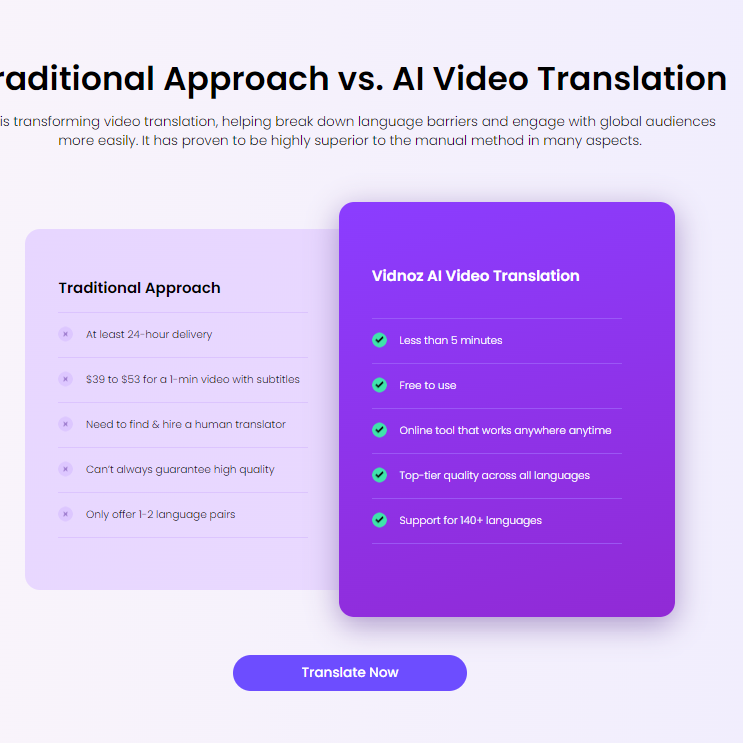 raditional Approach vs. AI Video Translation
is transforming video translation, helping break down language barriers and engage with global audiences
more easily. It has proven to be highly superior to the manual method in many aspects.
Traditional Approach
At least 24-hour delivery
$39 to $53 for a 1-min video with subtitles
Need to find & hire a human translator
Can't always guarantee high quality
Only offer 1-2 language pairs
Vidnoz AI Video Translation
Less than 5 minutes
Free to use
Online tool that works anywhere anytime
Top-tier quality across all languages
Support for 140+ languages
Translate Now